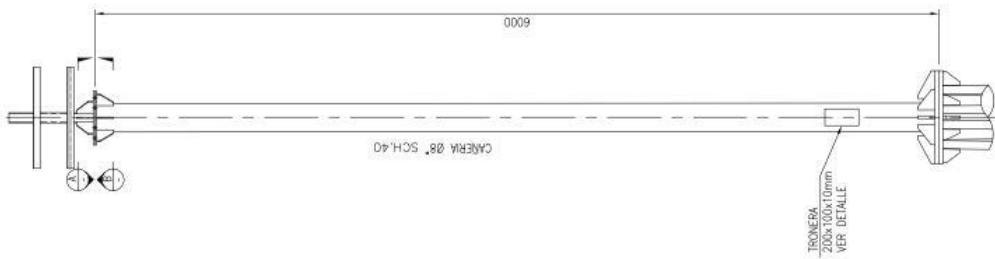 6000
A
B
CAÑERIA Ø8" SCH.40
TRONERA
200x100x10mm
VER DETALLE